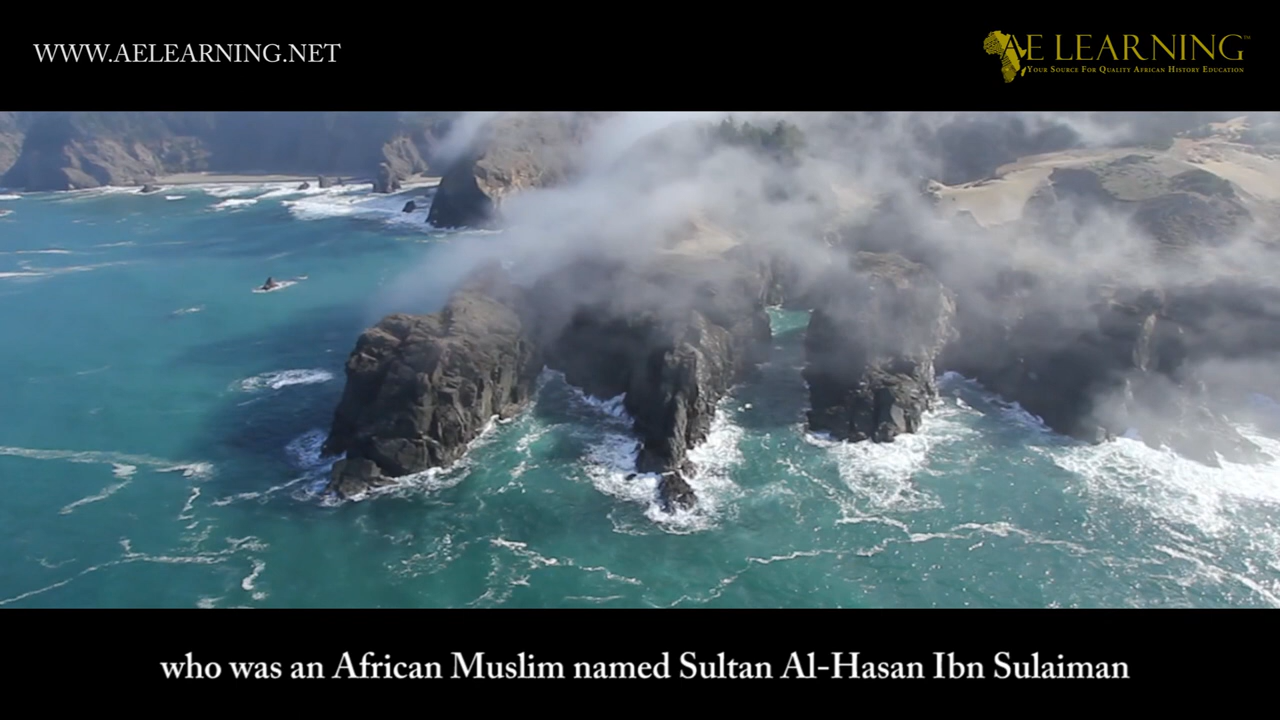 WWW.AELEARNING.NET
AE LEARNING™
YOUR SOURCE FOR QUALITY AFRICAN HISTORY EDUCATION
who was an African Muslim named Sultan Al-Hasan Ibn Sulaiman